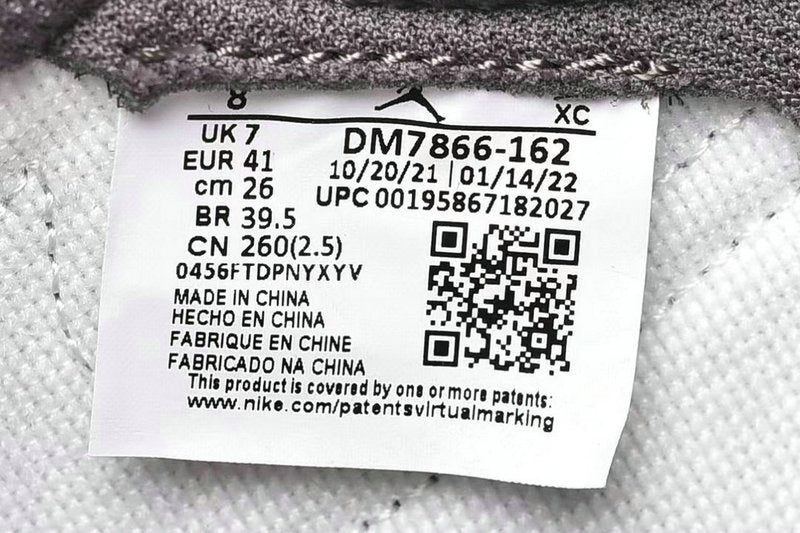 8
XC
UK 7
EUR 41
cm 26
BR 39.5
CN 260(2.5)
0456FTDPNYXYV
DM7866-162
10/20/21 | 01/14/22
UPC 00195867182027
MADE IN CHINA
HECHO EN CHINA
FABRIQUE EN CHINE
FABRICADO NA CHINA
This product is covered by one or more patents:
www.nike.com/patentsvirtualmarking